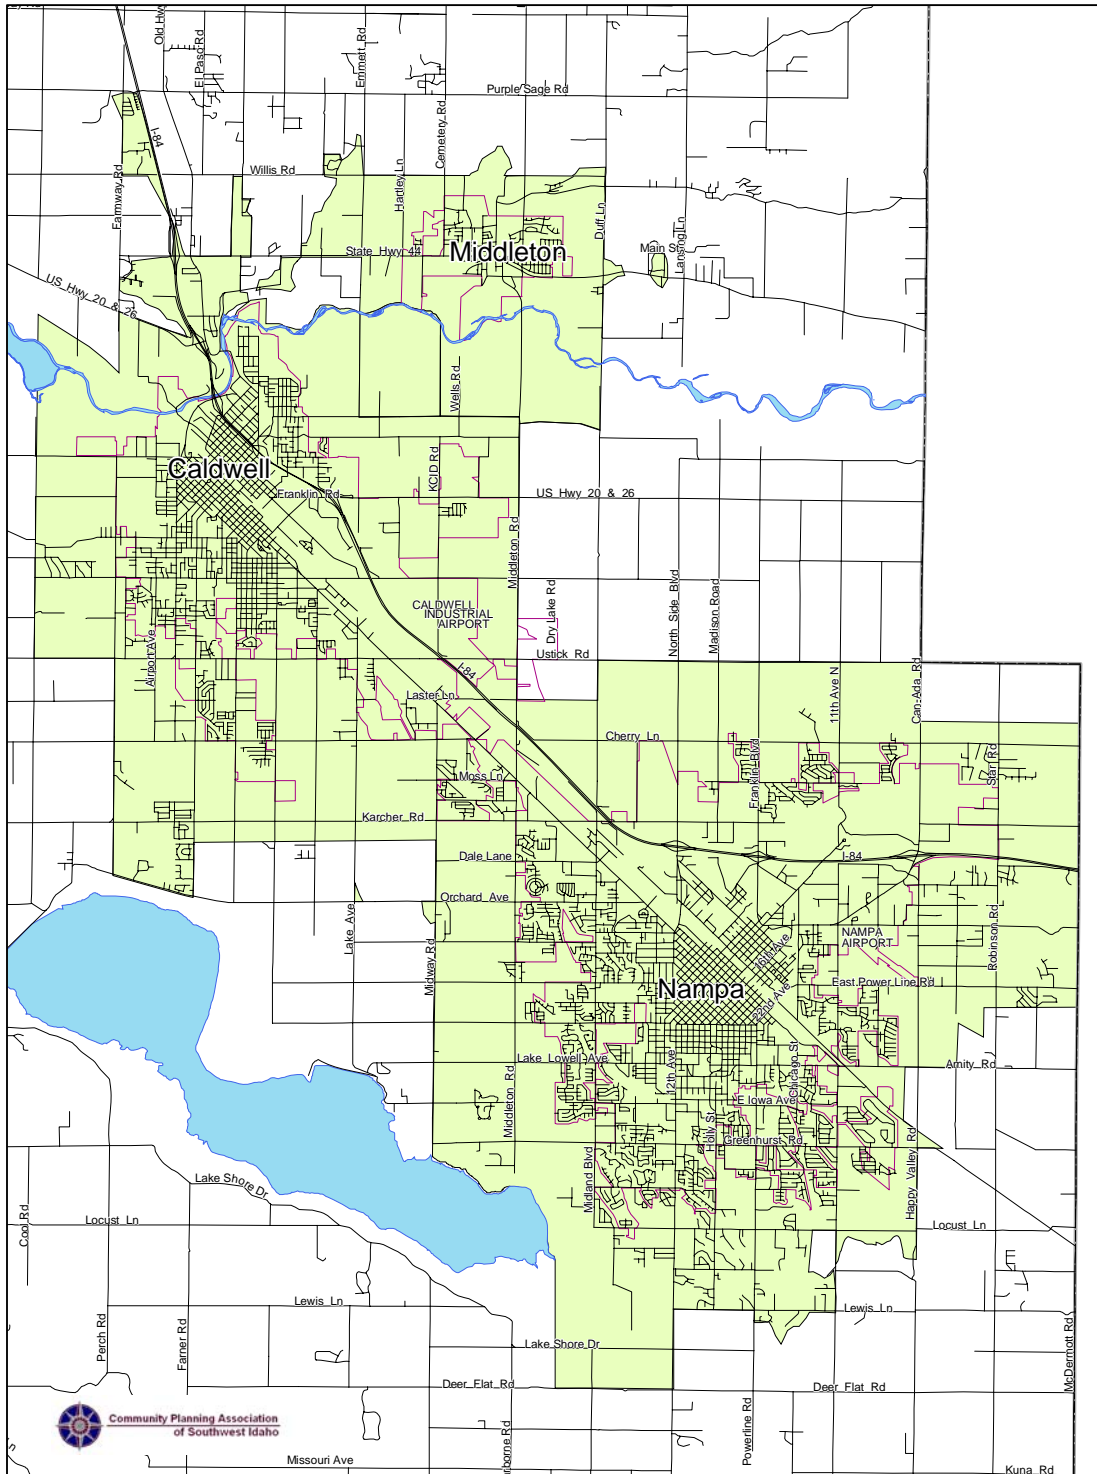 Old Hwy
El Paso Rd
Emmett Rd
Purple Sage Rd
I-84
Cemetery Rd
Farmway Rd
Willis Rd
Hartley Ln
Duff Ln
Lansing Ln
Main St
State Hwy 44
Middleton
US Hwy 20 & 26
Wells Rd
Caldwell
KCID Rd
Franklin Rd
US Hwy 20 & 26
Middleton Rd
CALDWELL
INDUSTRIAL
AIRPORT
Dry Lake Rd
North Side Blvd
Madison Road
Airport Ave
Ustick Rd
I-84
Laster Ln
11th Ave N
Can-Ada Rd
Cherry Ln
Franklin Blvd
Star Rd
Moss Ln
Karcher Rd
Dale Lane
I-84
Orchard Ave
Lake Ave
Midway Rd
NAMPA
AIRPORT
16th Ave
Robinson Rd
East Power Line Rd
Nampa
22nd Ave
Lake Lowell Ave
12th Ave
Chicago St
Amity Rd
Middleton Rd
E Iowa Ave
Holly St
Greenhurst Rd
Midland Blvd
Happy Valley Rd
Lake Shore Dr
Cool Rd
Locust Ln
Locust Ln
Lewis Ln
Lewis Ln
Perch Rd
Farner Rd
Lake Shore Dr
McDermott Rd
Deer Flat Rd
Deer Flat Rd
Powerline Rd
Community Planning Association
of Southwest Idaho
Missouri Ave
Kuna Rd